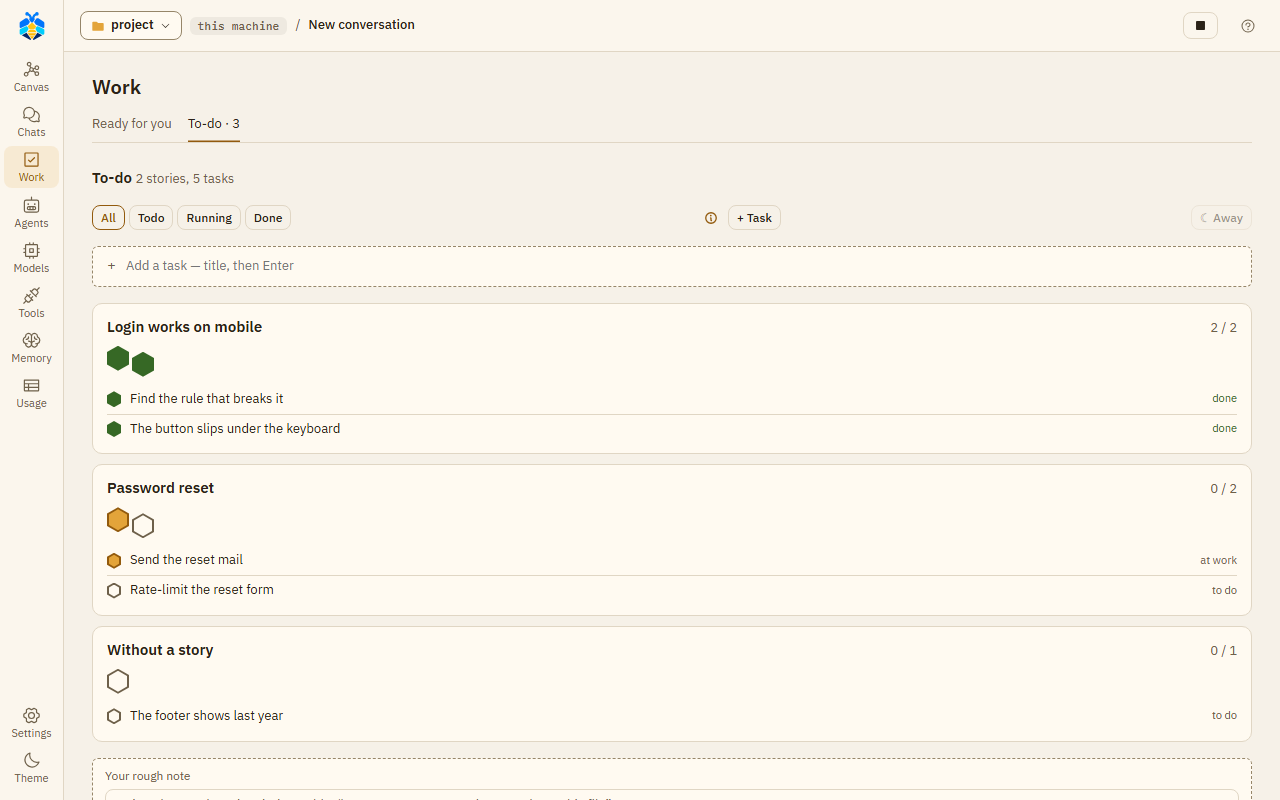 project
this machine
/
New conversation
Canvas
Chats
Work
Agents
Models
Tools
Memory
Usage
Settings
Theme
Work
Ready for you
To-do · 3
To-do 2 stories, 5 tasks
All
Todo
Running
Done
+ Task
Away
+ Add a task — title, then Enter
Login works on mobile
2 / 2
Find the rule that breaks it
done
The button slips under the keyboard
done
Password reset
0 / 2
Send the reset mail
at work
Rate-limit the reset form
to do
Without a story
0 / 1
The footer shows last year
to do
Your rough note